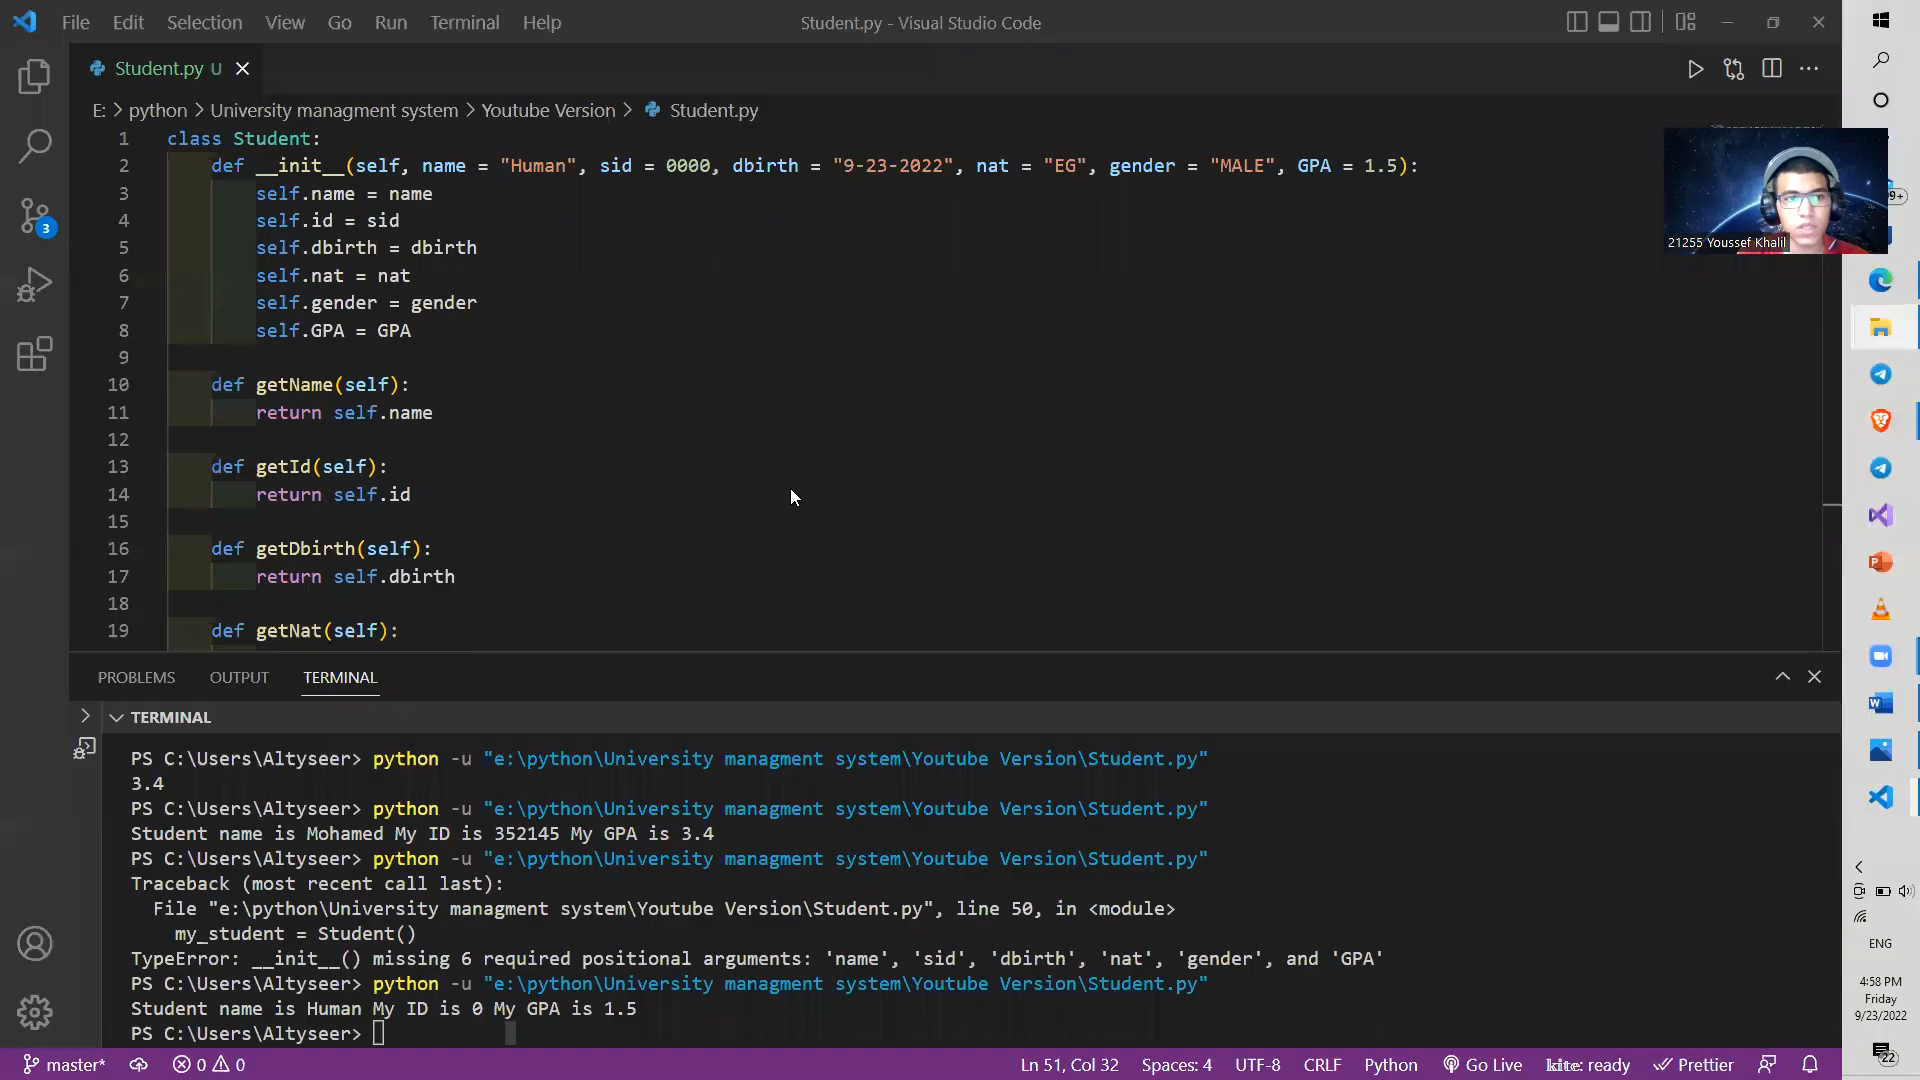 File Edit Selection View Go Run Terminal Help
Student.py - Visual Studio Code
Student.py U
E: > python > University managment system > Youtube Version > Student.py
1 class Student:
2 def __init__(self, name = "Human", sid = 0000, dbirth = "9-23-2022", nat = "EG", gender = "MALE", GPA = 1.5):
3 self.name = name
4 self.id = sid
5 self.dbirth = dbirth
6 self.nat = nat
7 self.gender = gender
8 self.GPA = GPA
9
10 def getName(self):
11 return self.name
12
13 def getId(self):
14 return self.id
15
16 def getDbirth(self):
17 return self.dbirth
18
19 def getNat(self):
21255 Youssef Khalil
9+
3
PROBLEMS OUTPUT TERMINAL
TERMINAL
PS C:\Users\Altyseer> python -u "e:\python\University managment system\Youtube Version\Student.py"
3.4
PS C:\Users\Altyseer> python -u "e:\python\University managment system\Youtube Version\Student.py"
Student name is Mohamed My ID is 352145 My GPA is 3.4
PS C:\Users\Altyseer> python -u "e:\python\University managment system\Youtube Version\Student.py"
Traceback (most recent call last):
File "e:\python\University managment system\Youtube Version\Student.py", line 50, in <module>
my_student = Student()
TypeError: __init__() missing 6 required positional arguments: 'name', 'sid', 'dbirth', 'nat', 'gender', and 'GPA'
PS C:\Users\Altyseer> python -u "e:\python\University managment system\Youtube Version\Student.py"
Student name is Human My ID is 0 My GPA is 1.5
PS C:\Users\Altyseer>
master* 0 0 Ln 51, Col 32 Spaces: 4 UTF-8 CRLF Python Go Live kite: ready Prettier
ENG
4:58 PM
Friday
9/23/2022
22